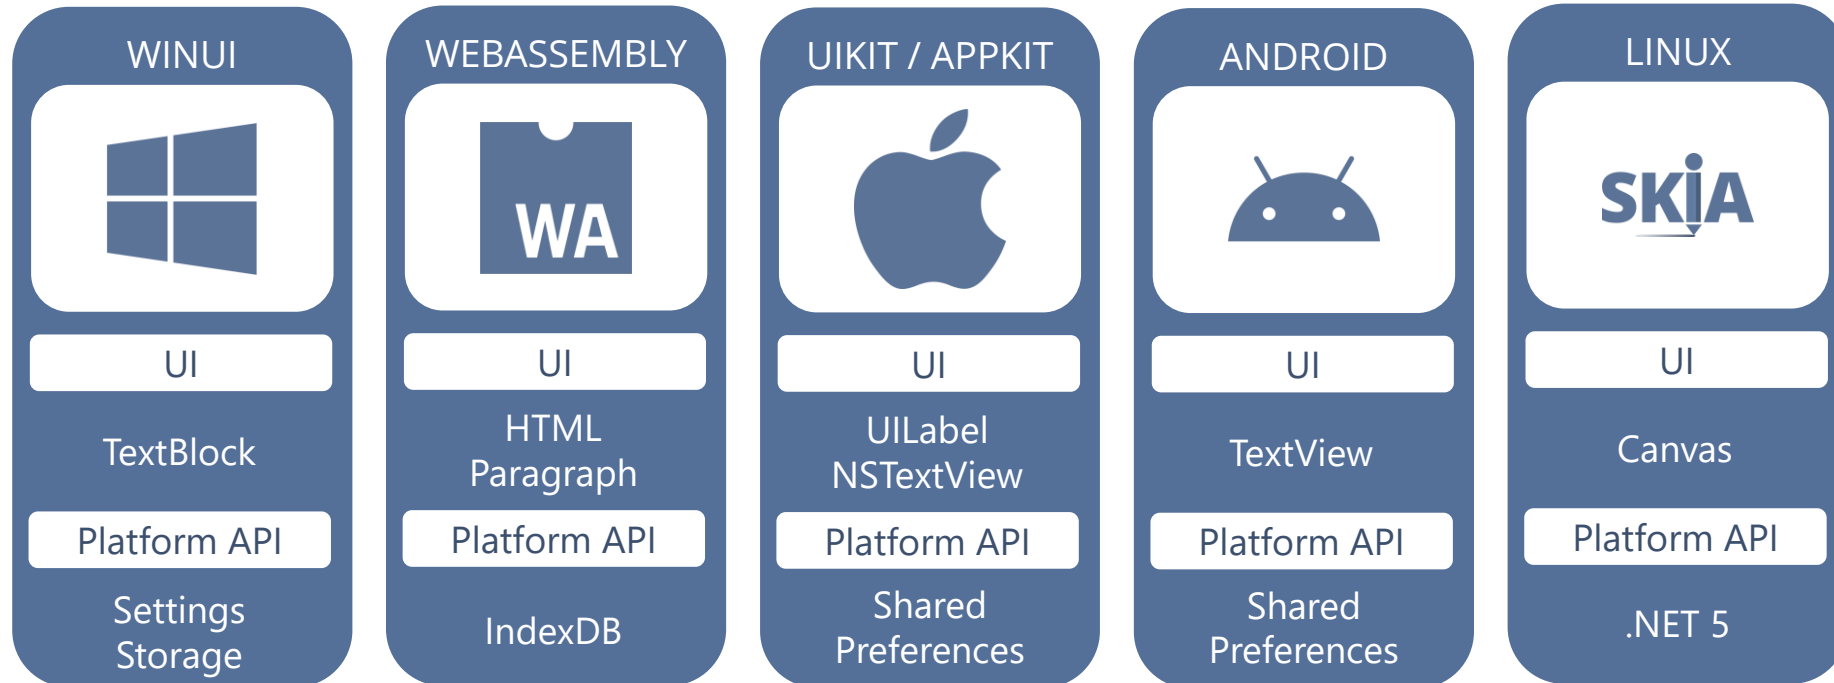 WINUI
UI
TextBlock
Platform API
Settings
Storage
WEBASSEMBLY
WA
UI
HTML
Paragraph
Platform API
IndexDB
UIKIT / APPKIT
UI
UILabel
NSTextView
Platform API
Shared
Preferences
ANDROID
UI
TextView
Platform API
Shared
Preferences
LINUX
SKiA
UI
Canvas
Platform API
.NET 5